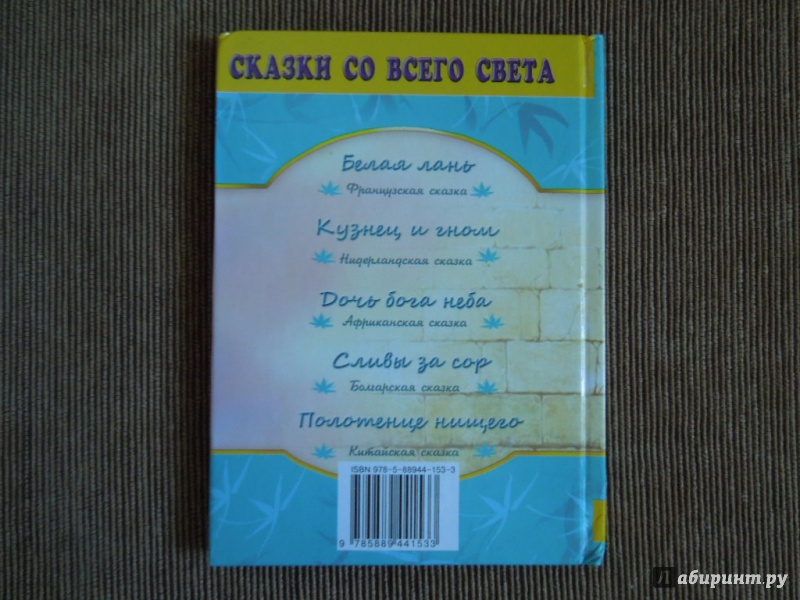 СКАЗКИ СО ВСЕГО СВЕТА
Белая лань
Французская сказка
Кузнец и гном
Нидерландская сказка
Дочь бога неба
Африканская сказка
Сливы за сор
Болгарская сказка
Полотенце нищего
Китайская сказка
ISBN 978-5-88944-153-3
9 785889 441533
Лабиринт.ру